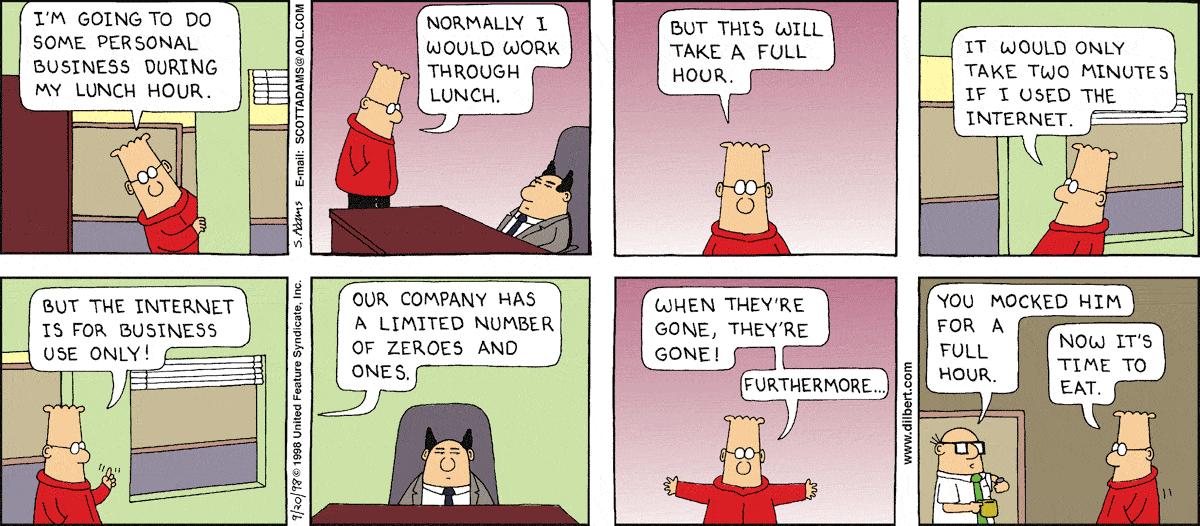 I'M GOING TO DO
SOME PERSONAL
BUSINESS DURING
MY LUNCH HOUR.
S. Adams E-mail: SCOTTADAMS@AOL.COM
NORMALLY I
WOULD WORK
THROUGH
LUNCH.
BUT THIS WILL
TAKE A FULL
HOUR.
IT WOULD ONLY
TAKE TWO MINUTES
IF I USED THE
INTERNET.
BUT THE INTERNET
IS FOR BUSINESS
USE ONLY!
9/20/98 © 1998 United Feature Syndicate, Inc.
OUR COMPANY HAS
A LIMITED NUMBER
OF ZEROES AND
ONES.
WHEN THEY'RE
GONE, THEY'RE
GONE!
FURTHERMORE...
www.dilbert.com
YOU MOCKED HIM
FOR A
FULL
HOUR.
NOW IT'S
TIME TO
EAT.